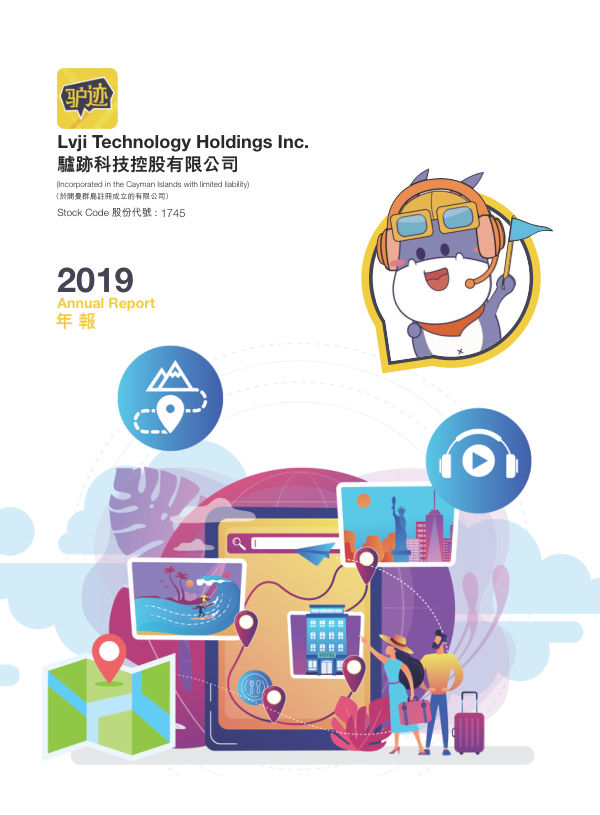 驴迹
Lvji Technology Holdings Inc.
驢跡科技控股有限公司
(Incorporated in the Cayman Islands with limited liability)
(於開曼群島註冊成立的有限公司)
Stock Code 股份代號 : 1745
2019
Annual Report
年報
HOTEL